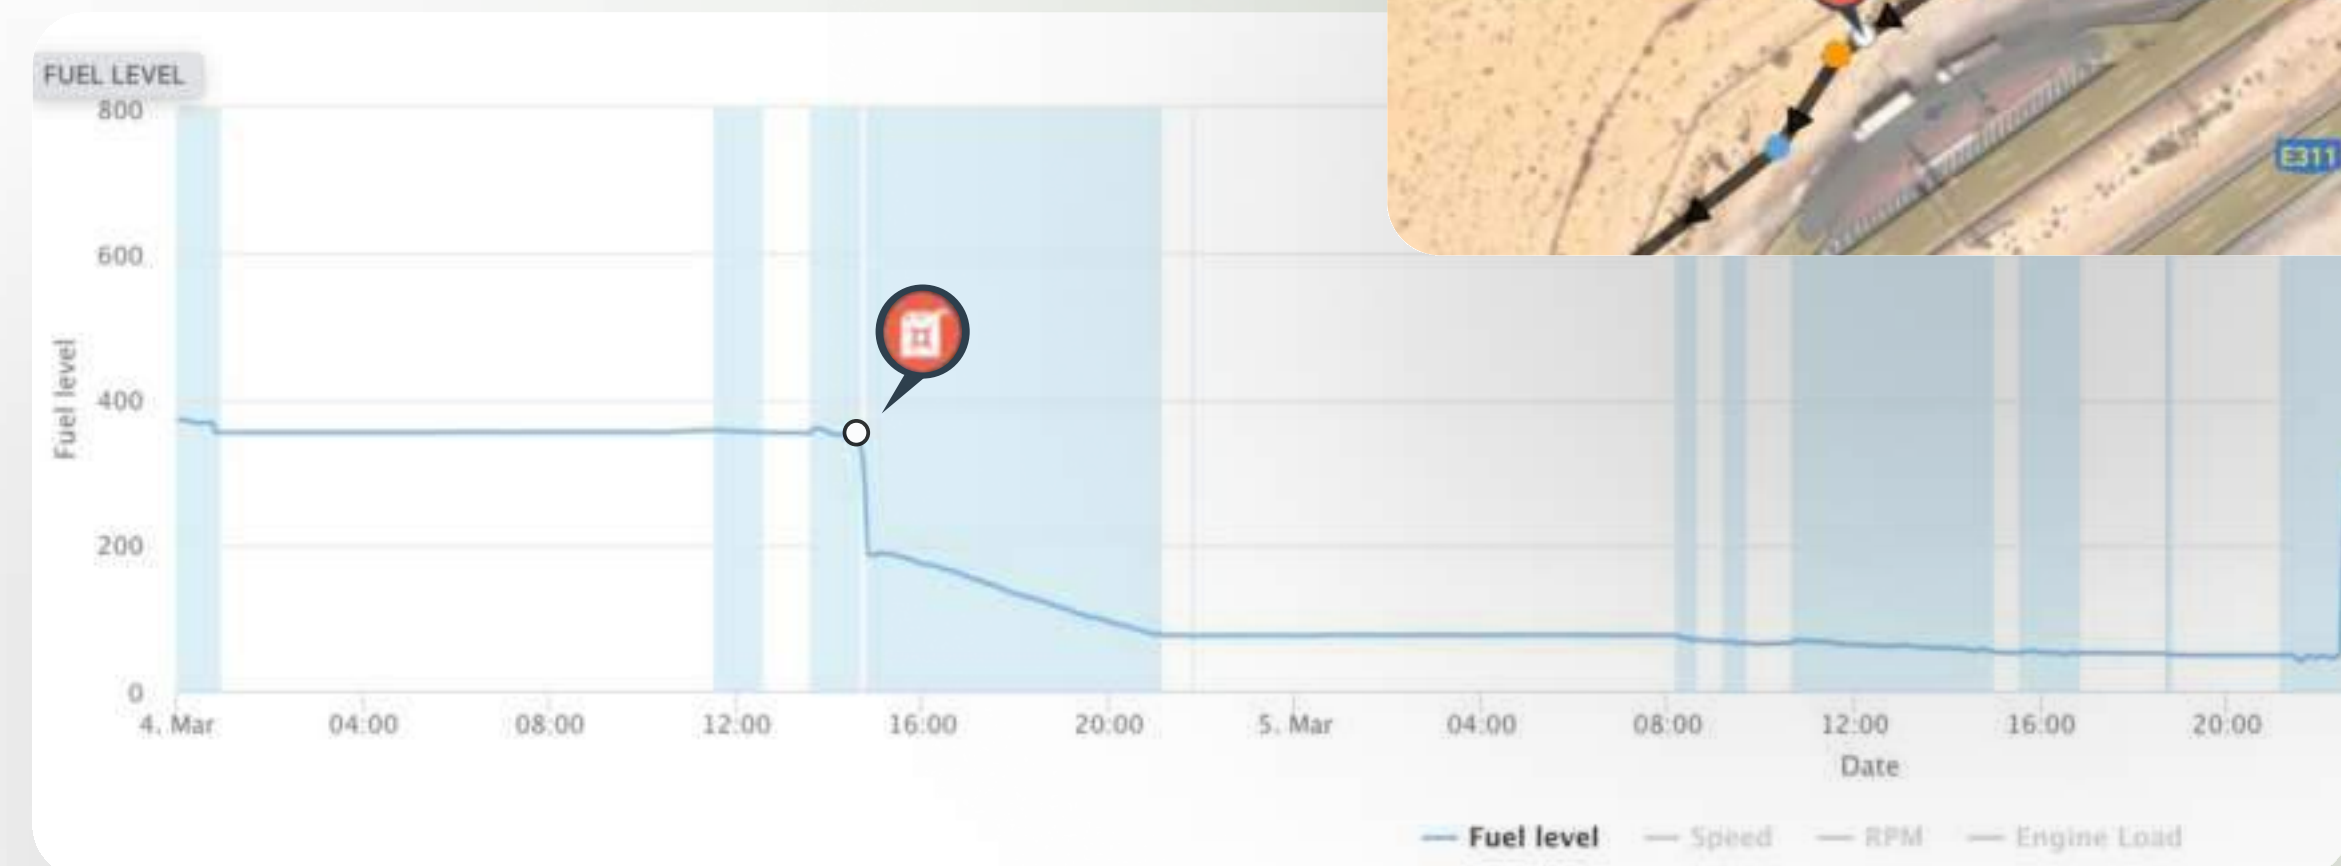 FUEL LEVEL
E311
800
600
400
200
0
Fuel level
4. Mar 04:00 08:00 12:00 16:00 20:00 5. Mar 04:00 08:00 12:00 16:00 20:00
Date
Fuel level Speed RPM Engine Load